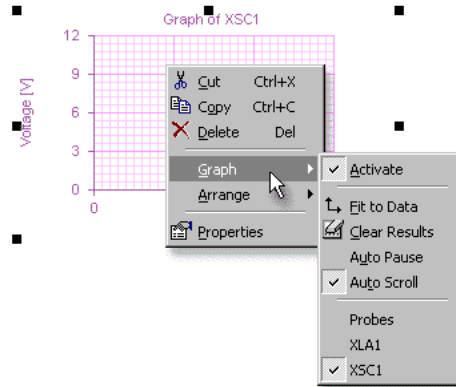 Graph of XSC1
12
9
6
3
0
0
Voltage [V]
Cut Ctrl+X
Copy Ctrl+C
Delete Del
Graph
Arrange
Properties
Activate
Fit to Data
Clear Results
Auto Pause
Auto Scroll
Probes
XLA1
XSC1